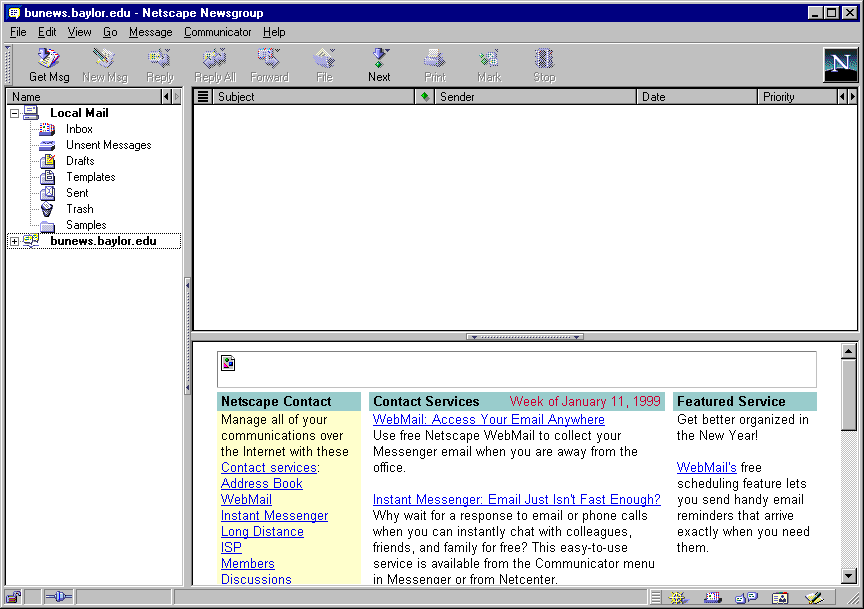 bunews.baylor.edu - Netscape Newsgroup
File Edit View Go Message Communicator Help
Get Msg New Msg Reply Reply All Forward File Next Print Mark Stop
N
Name
Local Mail
Inbox
Unsent Messages
Drafts
Templates
Sent
Trash
Samples
bunews.baylor.edu
Subject Sender Date Priority
Netscape Contact
Manage all of your
communications over
the Internet with these
Contact services:
Address Book
WebMail
Instant Messenger
Long Distance
ISP
Members
Discussions
Contact Services Week of January 11, 1999
WebMail: Access Your Email Anywhere
Use free Netscape WebMail to collect your
Messenger email when you are away from the
office.
Instant Messenger: Email Just Isn't Fast Enough?
Why wait for a response to email or phone calls
when you can instantly chat with colleagues,
friends, and family for free? This easy-to-use
service is available from the Communicator menu
in Messenger or from Netcenter.
Featured Service
Get better organized in
the New Year!
WebMail's free
scheduling feature lets
you send handy email
reminders that arrive
exactly when you need
them.